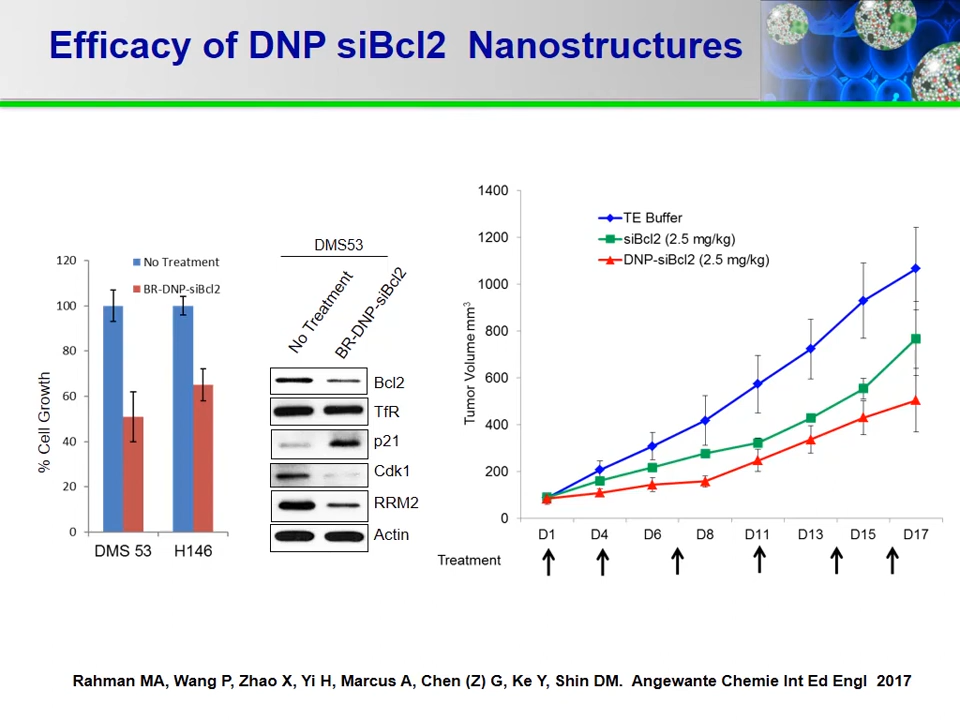 Efficacy of DNP siBcl2 Nanostructures
% Cell Growth
120
100
80
60
40
20
0
No Treatment
BR-DNP-siBcl2
DMS 53
H146
DMS53
No Treatment
BR-DNP-siBcl2
Bcl2
TfR
p21
Cdk1
RRM2
Actin
Tumor Volume mm³
1400
1200
1000
800
600
400
200
0
TE Buffer
siBcl2 (2.5 mg/kg)
DNP-siBcl2 (2.5 mg/kg)
D1 D4 D6 D8 D11 D13 D15 D17
Treatment
Rahman MA, Wang P, Zhao X, Yi H, Marcus A, Chen (Z) G, Ke Y, Shin DM. Angewante Chemie Int Ed Engl 2017